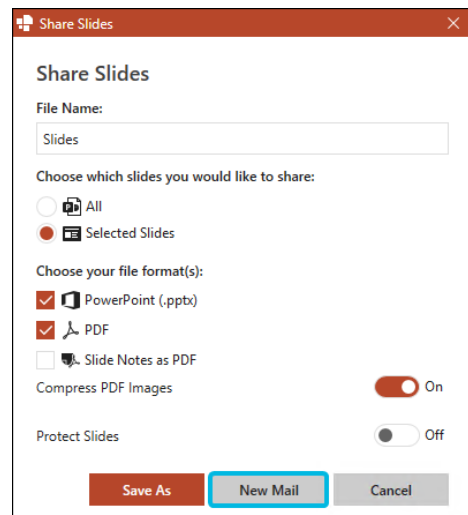 Share Slides
Share Slides
File Name:
Slides
Choose which slides you would like to share:
All
Selected Slides
Choose your file format(s):
PowerPoint (.pptx)
PDF
Slide Notes as PDF
Compress PDF Images On
Protect Slides Off
Save As New Mail Cancel